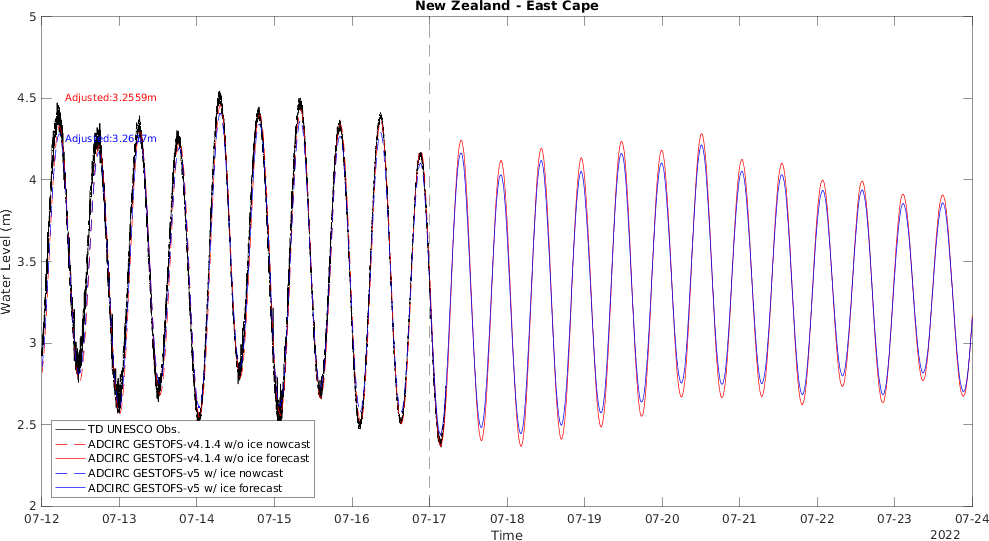 New Zealand - East Cape
5
4.5
4
3.5
3
2.5
2
Water Level (m)
Adjusted:3.2559m
TD UNESCO Obs.
ADCIRC GESTOFS-v4.1.4 w/o ice nowcast
ADCIRC GESTOFS-v4.1.4 w/o ice forecast
ADCIRC GESTOFS-v5 w/ ice nowcast
ADCIRC GESTOFS-v5 w/ ice forecast
07-12 07-13 07-14 07-15 07-16 07-17 07-18 07-19 07-20 07-21 07-22 07-23 07-24
Time
2022